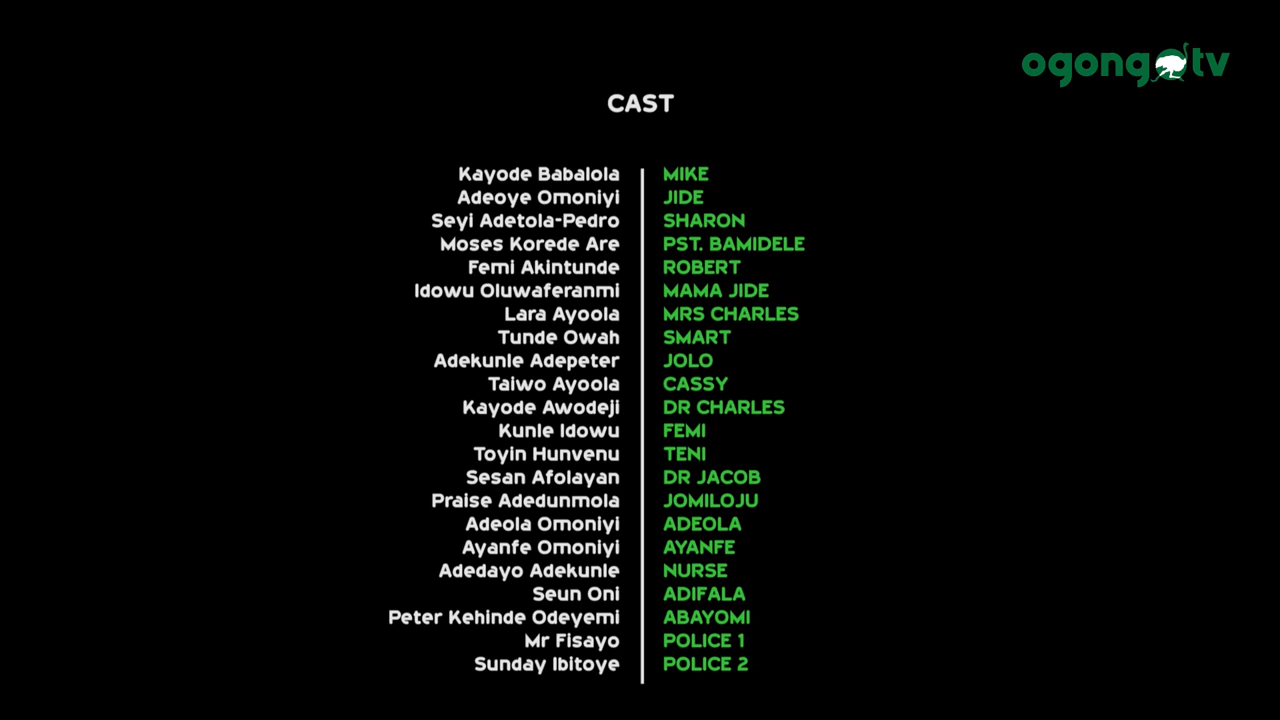 ogongotv
CAST
Kayode Babalola MIKE
Adeoye Omoniyi JIDE
Seyi Adetola-Pedro SHARON
Moses Korede Are PST. BAMIDELE
Femi Akintunde ROBERT
Idowu Oluwaferanmi MAMA JIDE
Lara Ayoola MRS CHARLES
Tunde Owah SMART
Adekunle Adepeter JOLO
Taiwo Ayoola CASSY
Kayode Awodeji DR CHARLES
Kunle Idowu FEMI
Toyin Hunvenu TENI
Sesan Afolayan DR JACOB
Praise Adedunmola JOMILOJU
Adeola Omoniyi ADEOLA
Ayanfe Omoniyi AYANFE
Adedayo Adekunle NURSE
Seun Oni ADIFALA
Peter Kehinde Odeyemi ABAYOMI
Mr Fisayo POLICE 1
Sunday Ibitoye POLICE 2